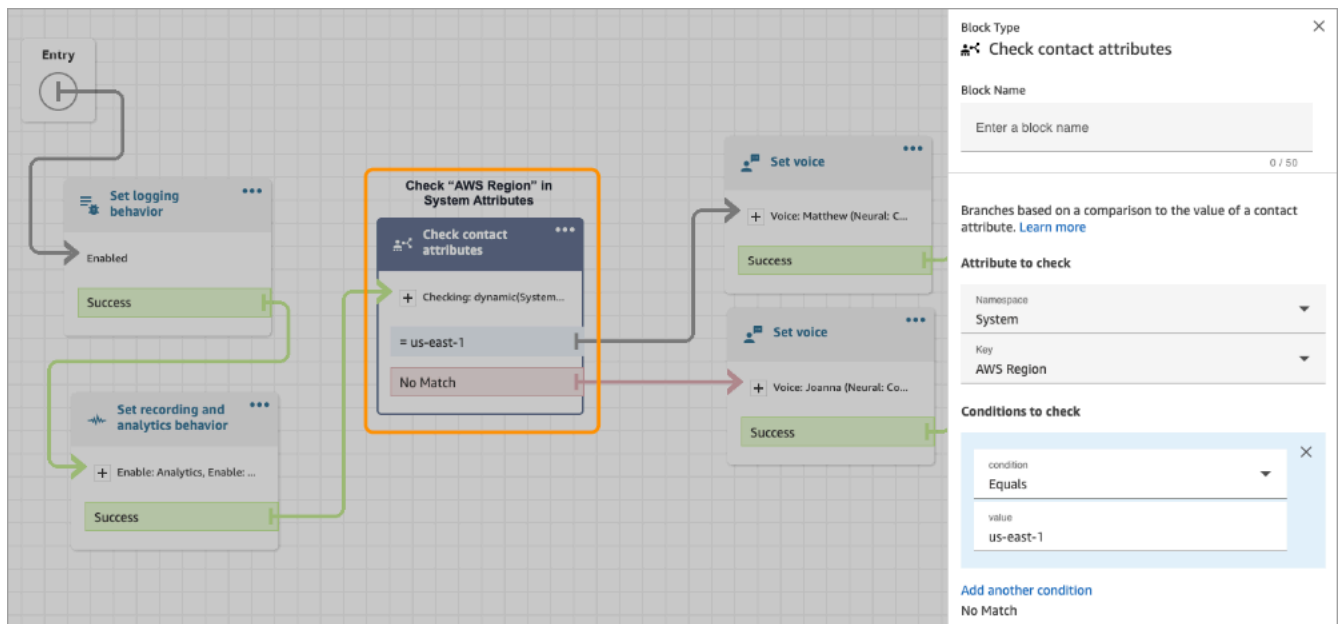 Entry
Set logging
behavior
Enabled
Success
Set recording and
analytics behavior
Enable: Analytics, Enable: ...
Success
Check "AWS Region" in
System Attributes
Check contact
attributes
Checking: dynamic(System...
= us-east-1
No Match
Set voice
Voice: Matthew (Neural: C...
Success
Set voice
Voice: Joanna (Neural: Co...
Success
Block Type
Check contact attributes
Block Name
Enter a block name
0 / 50
Branches based on a comparison to the value of a contact
attribute. Learn more
Attribute to check
Namespace
System
Key
AWS Region
Conditions to check
condition
Equals
value
us-east-1
Add another condition
No Match